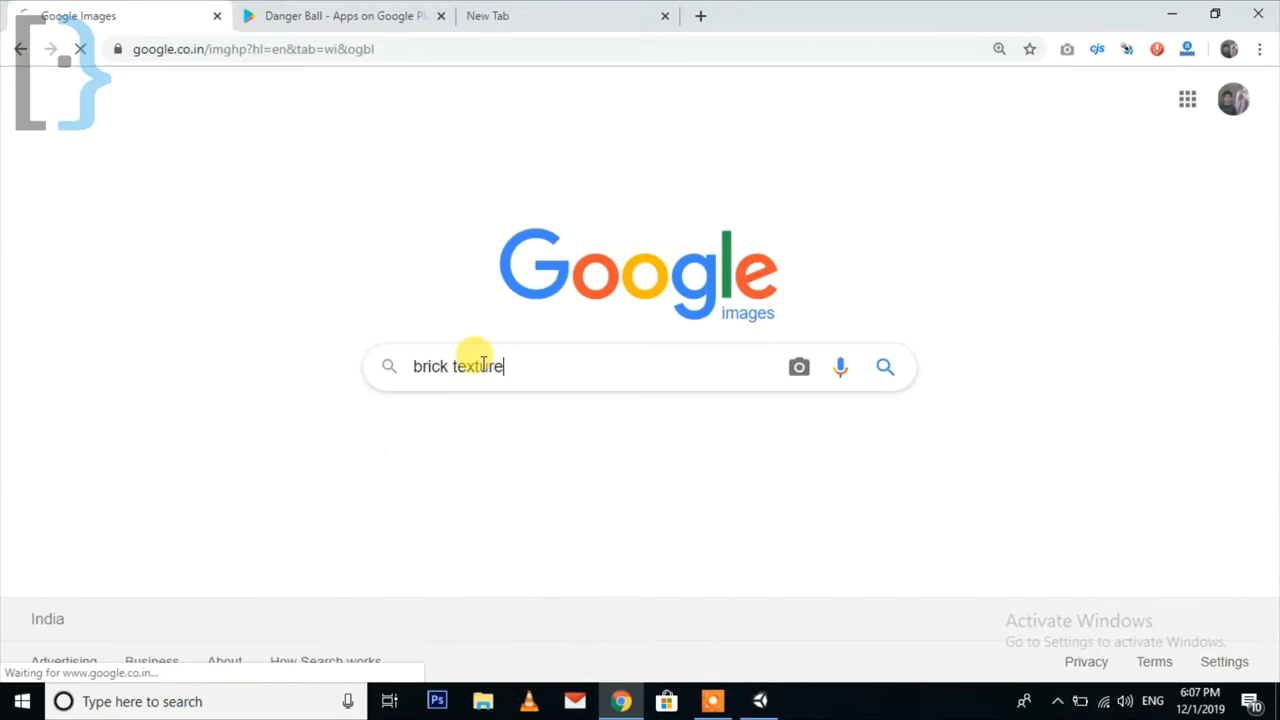 Google Images
Danger Ball - Apps on Google Pl
New Tab
google.co.in/imghp?hl=en&tab=wi&ogbl
cjs
Google
images
brick texture
India
Activate Windows
Go to Settings to activate Windows.
Advertising Business About How Search works
Privacy Terms Settings
Waiting for www.google.co.in...
Type here to search
Ps
ENG
6:07 PM
12/1/2019
10